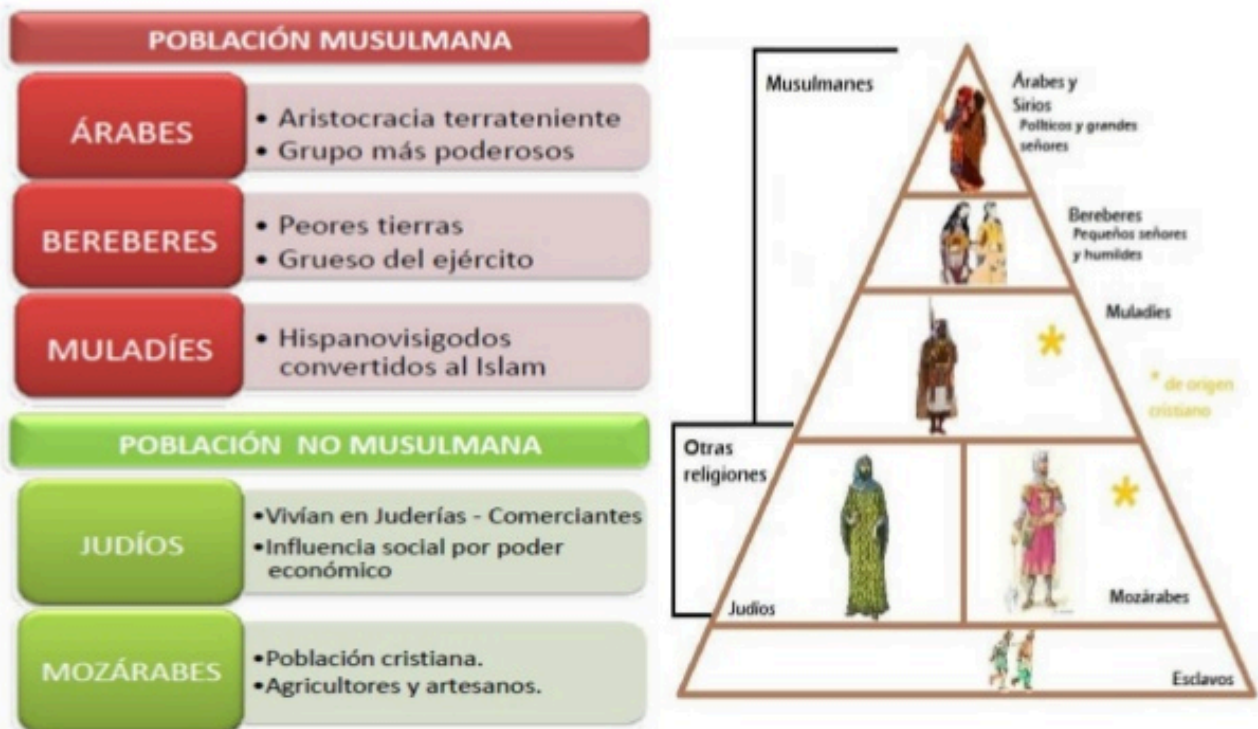 POBLACIÓN MUSULMANA
ÁRABES
• Aristocracia terrateniente
• Grupo más poderosos
BEREBERES
• Peores tierras
• Grueso del ejército
MULADÍES
• Hispanovisigodos
convertidos al Islam
POBLACIÓN NO MUSULMANA
JUDÍOS
•Vivían en Juderías - Comerciantes
•Influencia social por poder
económico
MOZÁRABES
•Población cristiana.
•Agricultores y artesanos.
Musulmanes
Árabes y
Sirios
Políticos y grandes
señores
Bereberes
Pequeños señores
y humildes
Muladíes
*
* de origen
cristiano
Otras
religiones
*
Judíos
Mozárabes
Esclavos